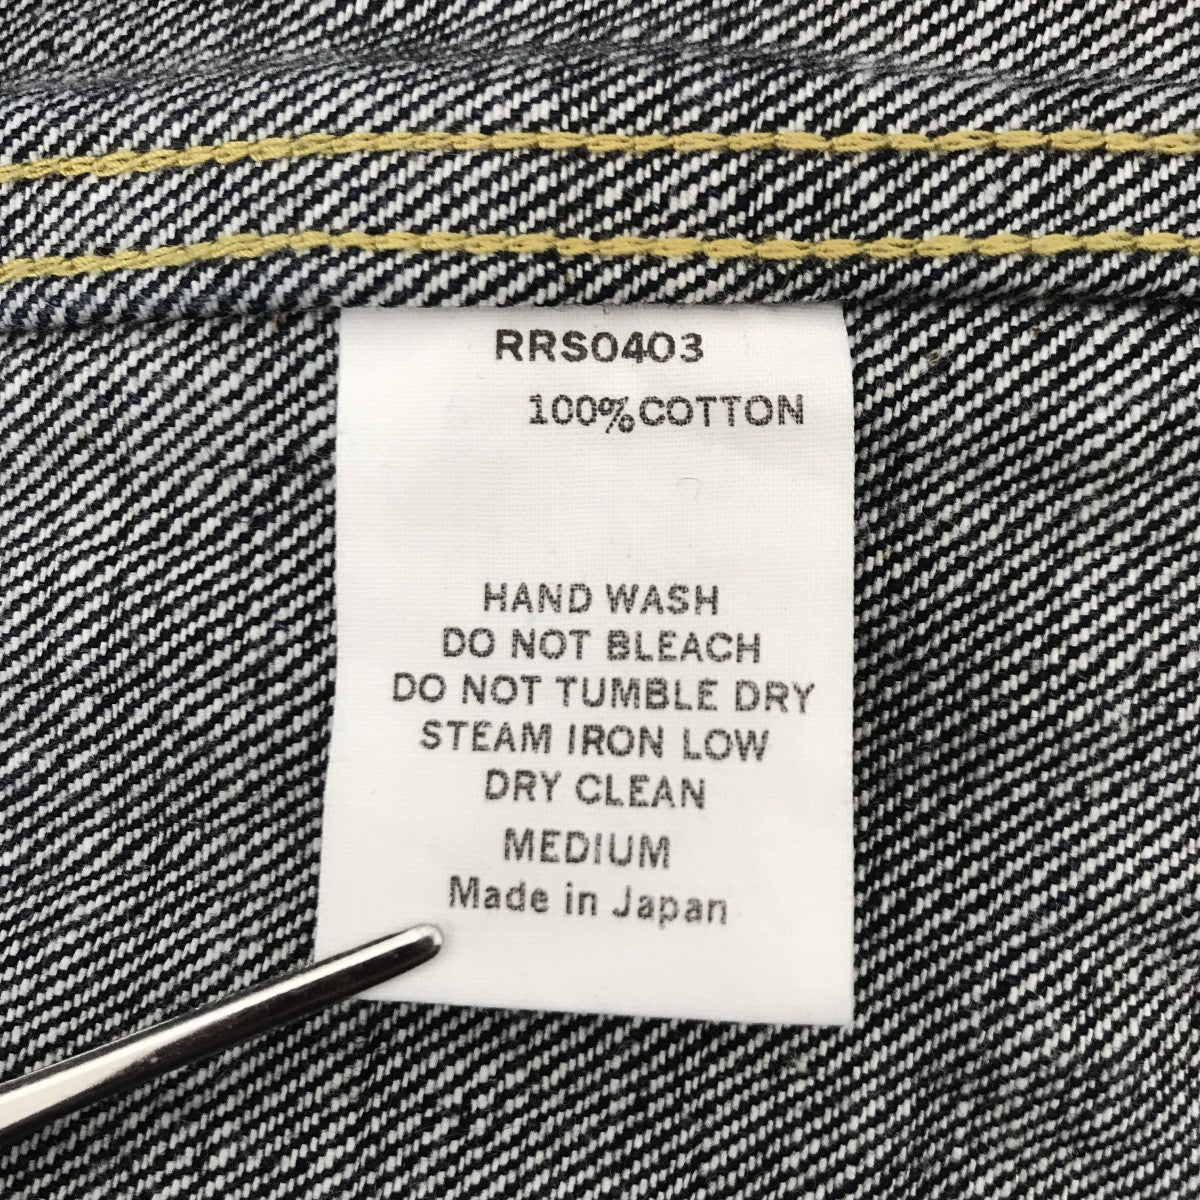 RRS0403
100%COTTON
HAND WASH
DO NOT BLEACH
DO NOT TUMBLE DRY
STEAM IRON LOW
DRY CLEAN
MEDIUM
Made in Japan